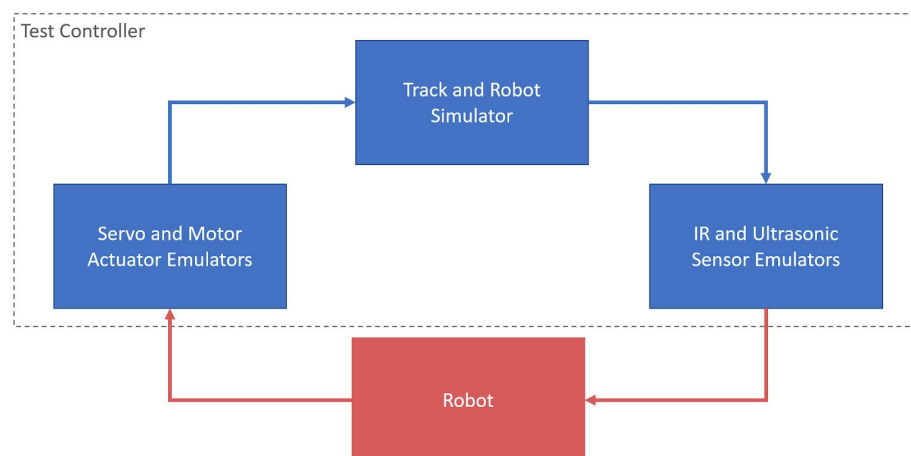 Test Controller
Track and Robot
Simulator
Servo and Motor
Actuator Emulators
IR and Ultrasonic
Sensor Emulators
Robot